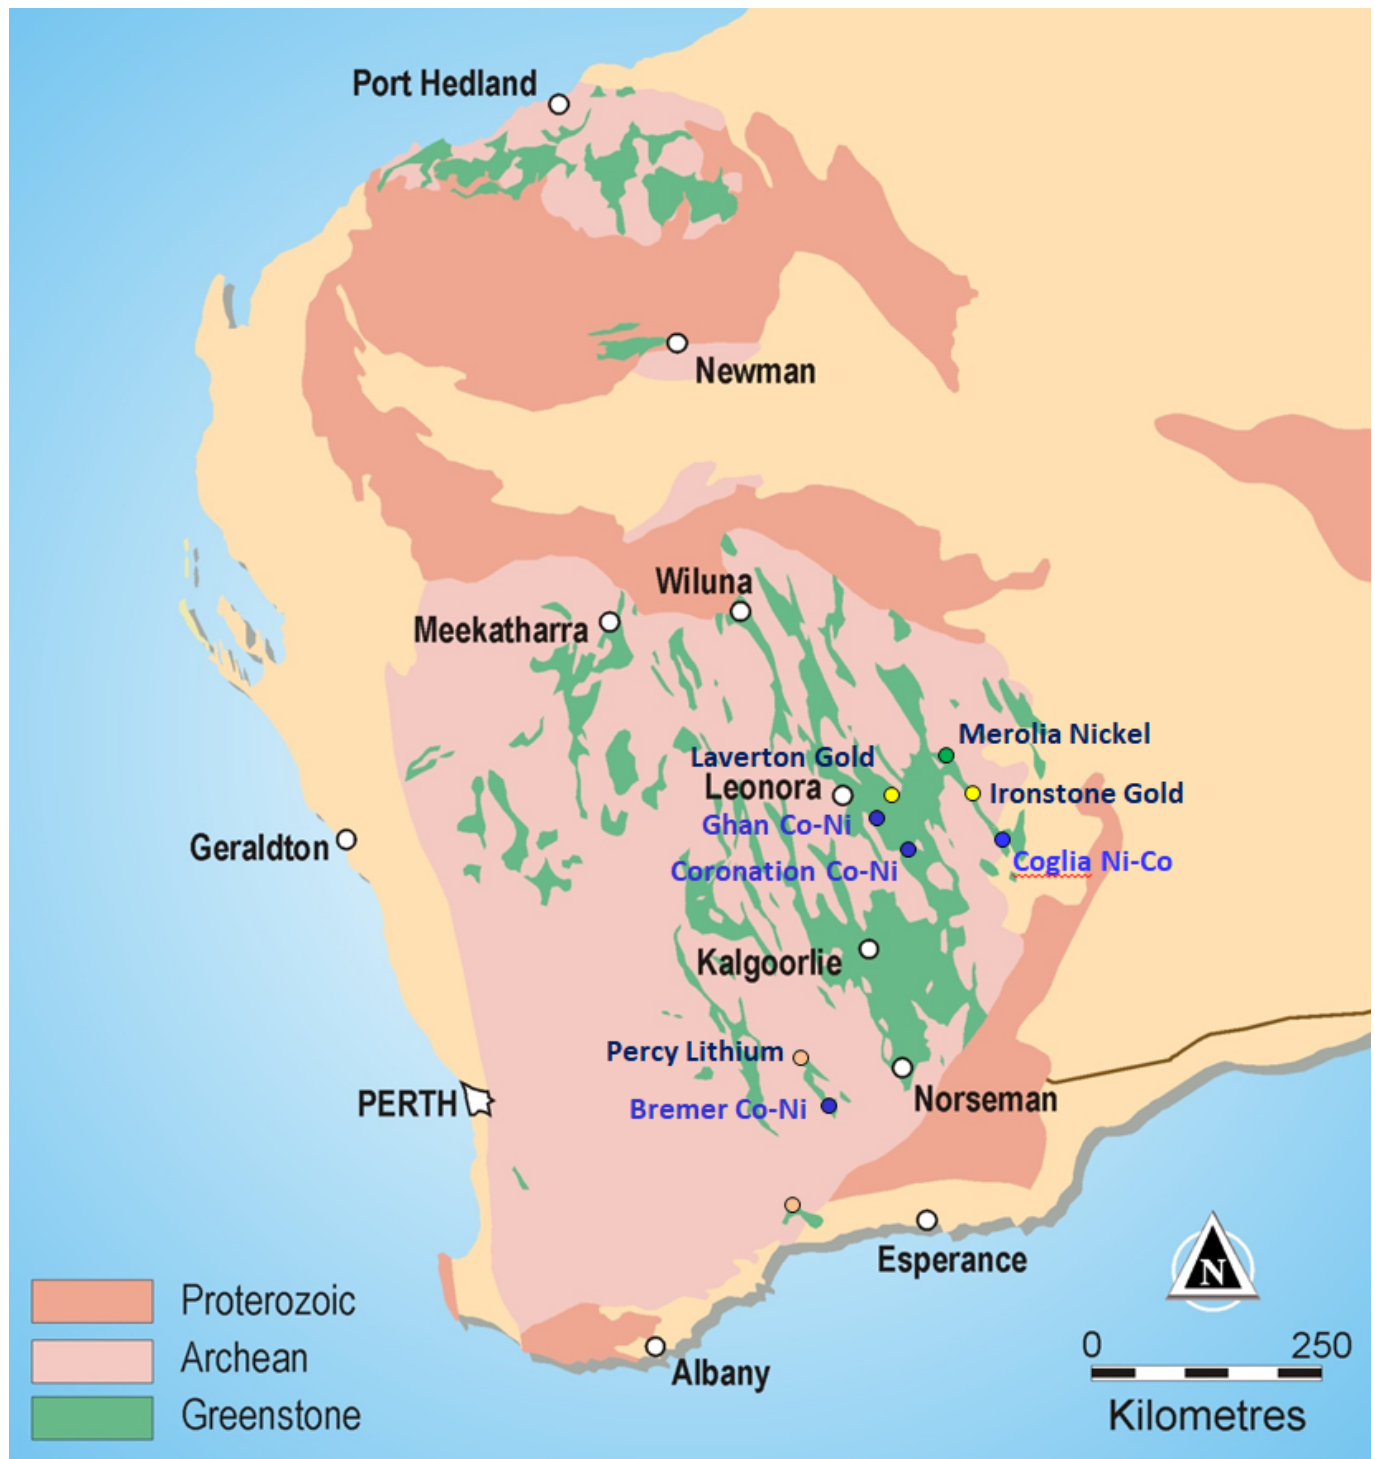 Port Hedland
Newman
Wiluna
Meekatharra
Merolia Nickel
Laverton Gold
Leonora
Ironstone Gold
Ghan Co-Ni
Geraldton
Coglia Ni-Co
Coronation Co-Ni
Kalgoorlie
Percy Lithium
PERTH
Norseman
Bremer Co-Ni
Esperance
N
Proterozoic
Archean
Greenstone
0 250
Kilometres
Albany